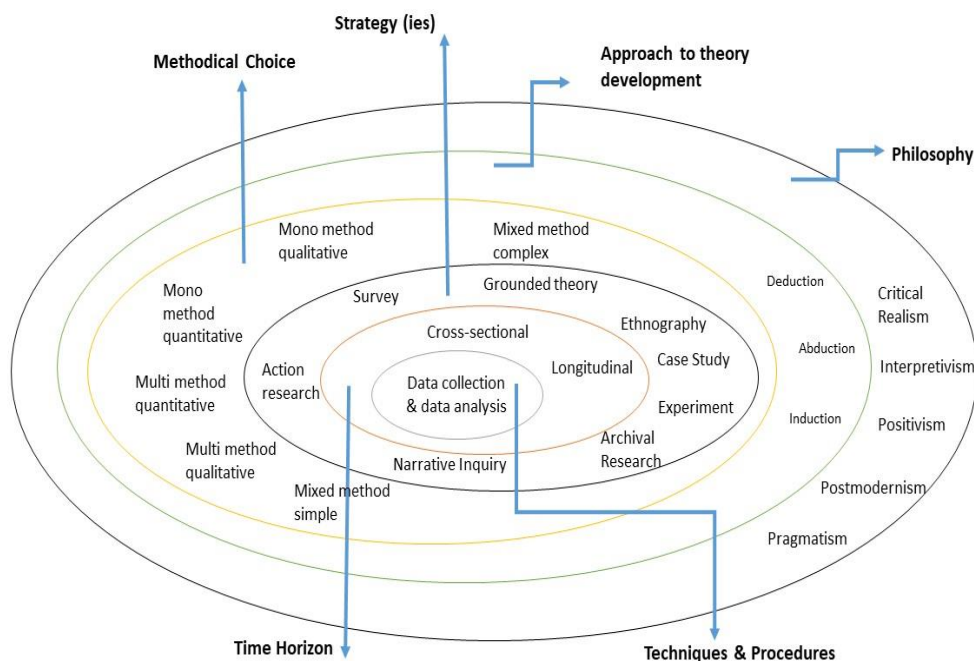 Strategy (ies)
Methodical Choice
Approach to theory
development
Philosophy
Mono method
qualitative
Mixed method
complex
Mono
method
quantitative
Survey
Grounded theory
Deduction
Critical
Realism
Cross-sectional
Ethnography
Action
research
Longitudinal
Case Study
Abduction
Interpretivism
Multi method
quantitative
Data collection
& data analysis
Experiment
Induction
Positivism
Multi method
qualitative
Narrative Inquiry
Archival
Research
Mixed method
simple
Postmodernism
Pragmatism
Time Horizon
Techniques & Procedures